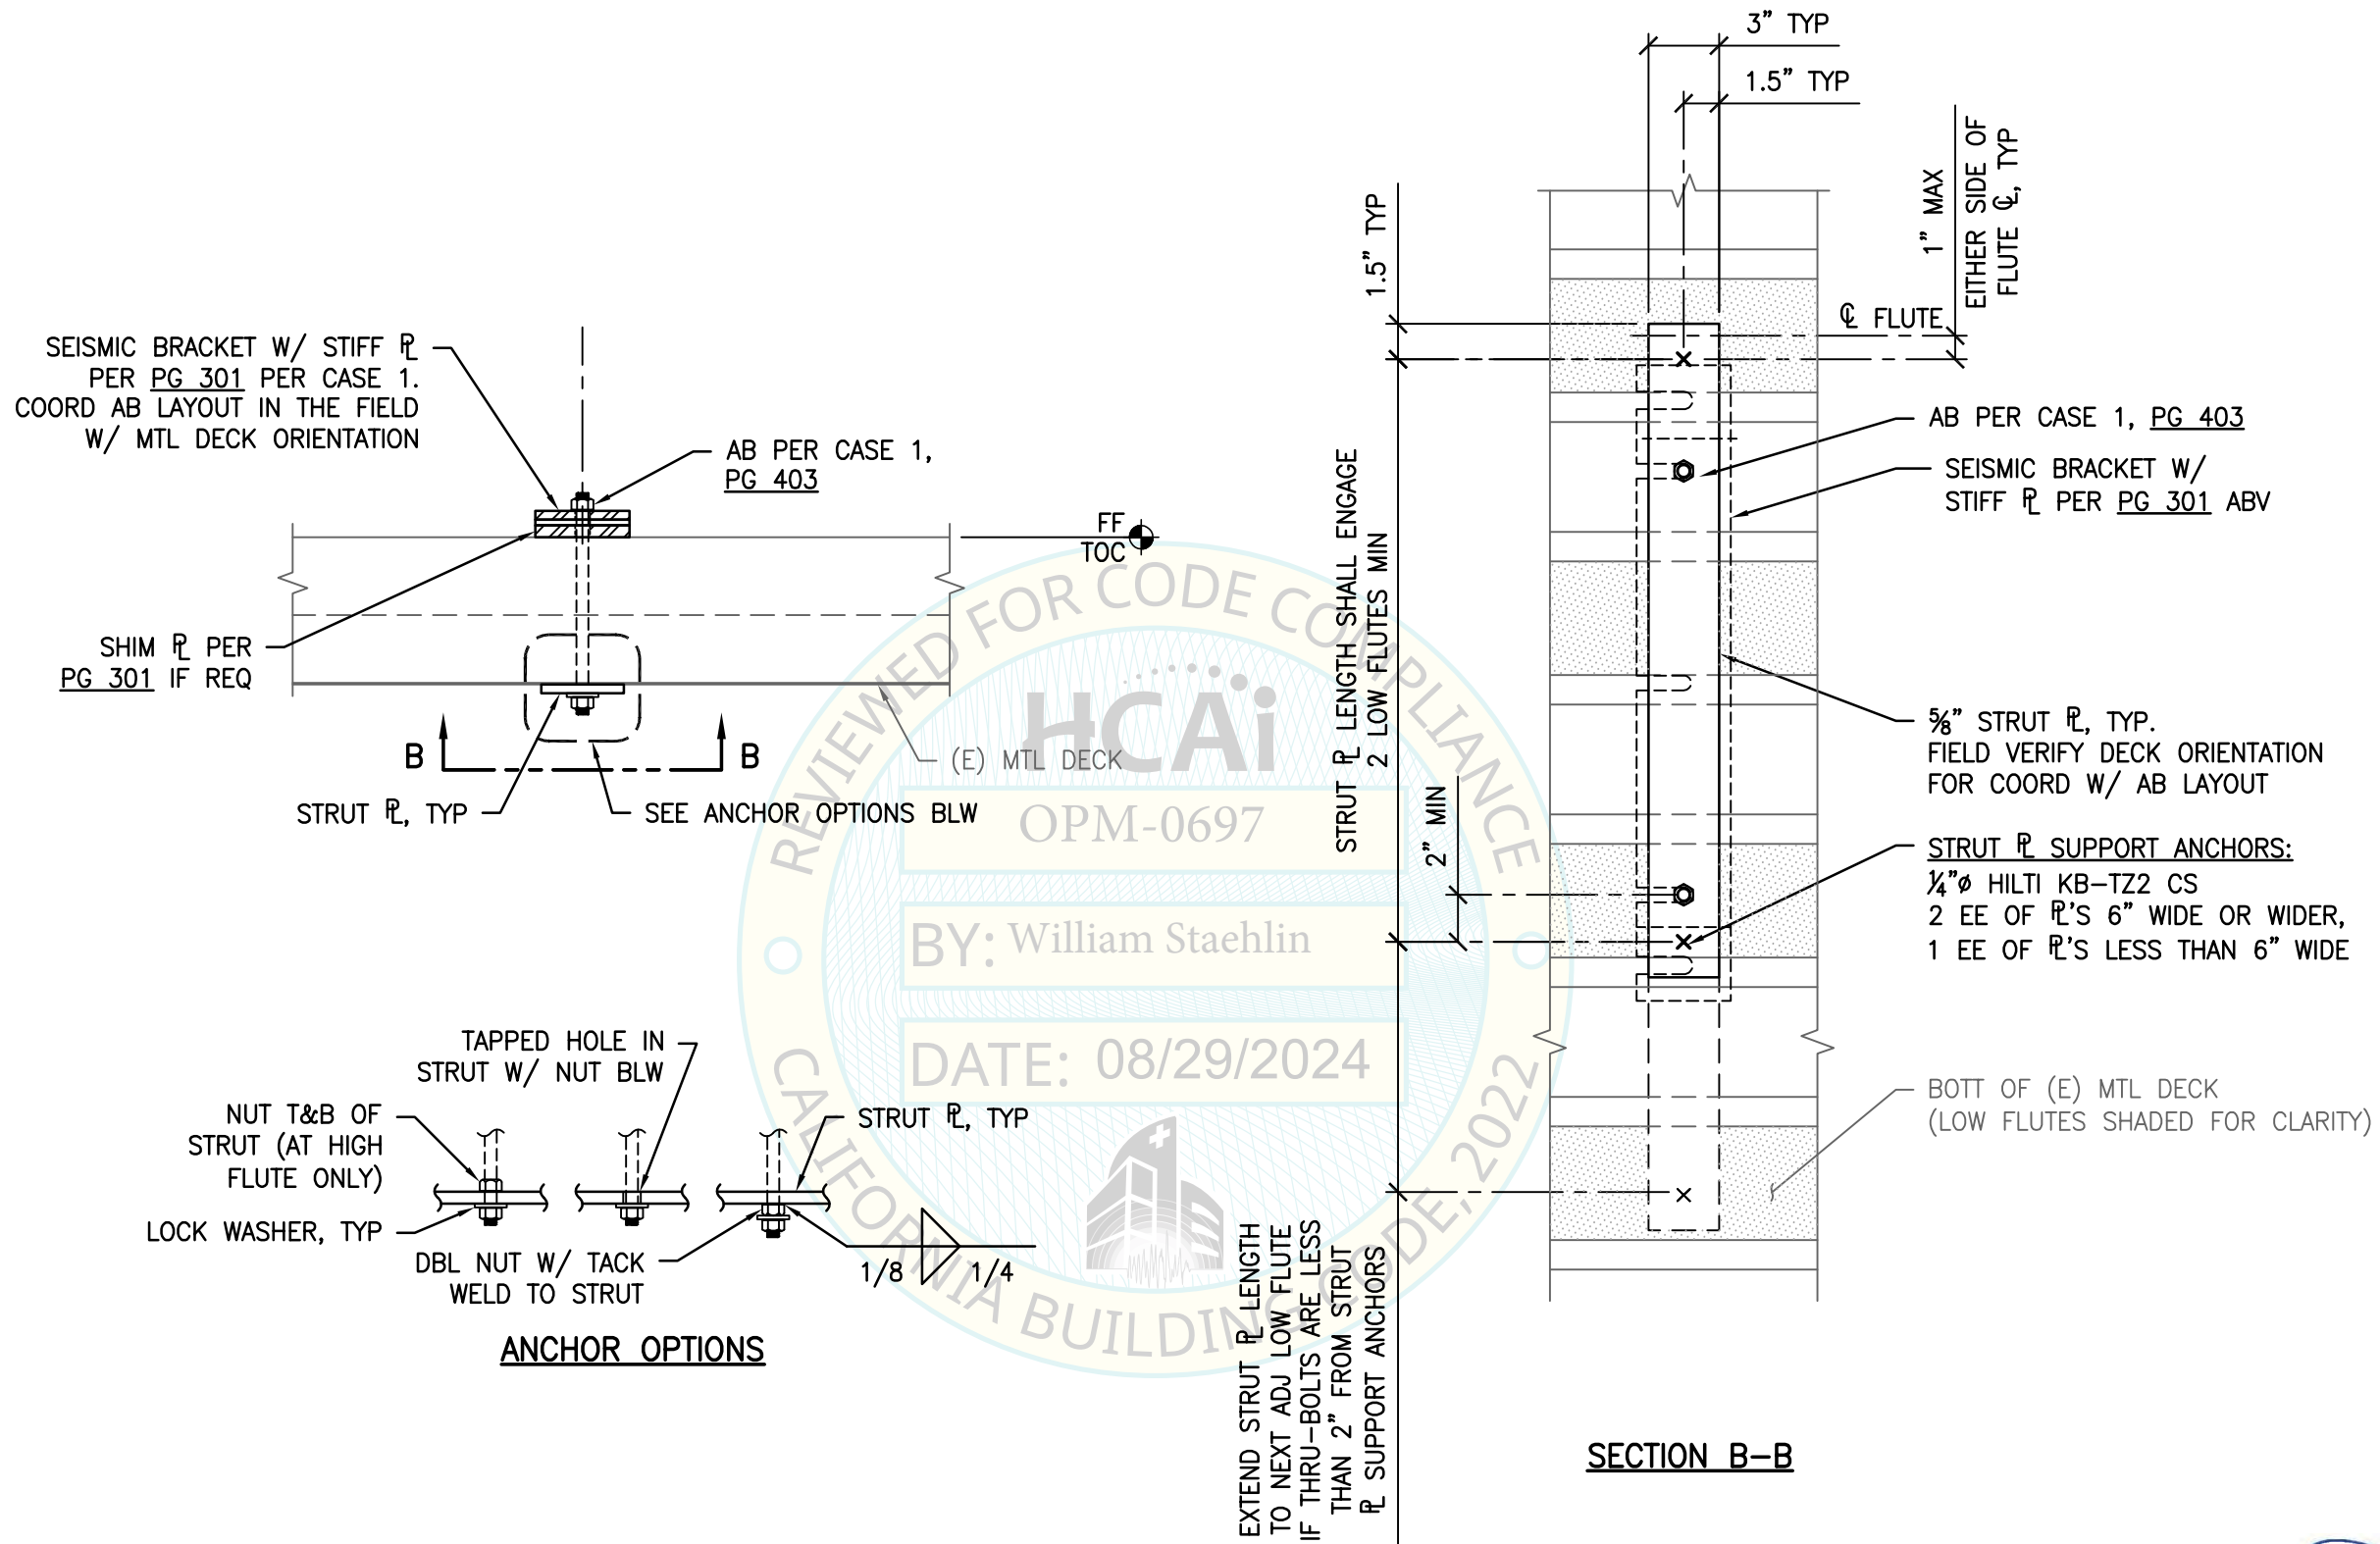 3” TYP
1.5” TYP
1” MAX
EITHER SIDE OF
FLUTE ℄, TYP
1.5” TYP
℄ FLUTE
SEISMIC BRACKET W/ STIFF ⅊
PER PG 301 PER CASE 1.
COORD AB LAYOUT IN THE FIELD
W/ MTL DECK ORIENTATION
AB PER CASE 1,
PG 403
FF
TOC
SHIM ⅊ PER
PG 301 IF REQ
B
B
(E) MTL DECK
STRUT ⅊, TYP
SEE ANCHOR OPTIONS BLW
STRUT ⅊ LENGTH SHALL ENGAGE
2 LOW FLUTES MIN
2” MIN
AB PER CASE 1, PG 403
SEISMIC BRACKET W/
STIFF ⅊ PER PG 301 ABV
⅝” STRUT ⅊, TYP.
FIELD VERIFY DECK ORIENTATION
FOR COORD W/ AB LAYOUT
STRUT ⅊ SUPPORT ANCHORS:
¼”ø HILTI KB-TZ2 CS
2 EE OF ⅊’S 6” WIDE OR WIDER,
1 EE OF ⅊’S LESS THAN 6” WIDE
BOTT OF (E) MTL DECK
(LOW FLUTES SHADED FOR CLARITY)
REVIEWED FOR CODE COMPLIANCE
HCAi
OPM-0697
BY: William Staehlin
DATE: 08/29/2024
CALIFORNIA BUILDING CODE, 2022
TAPPED HOLE IN
STRUT W/ NUT BLW
NUT T&B OF
STRUT (AT HIGH
FLUTE ONLY)
STRUT ⅊, TYP
LOCK WASHER, TYP
DBL NUT W/ TACK
WELD TO STRUT
1/8
1/4
ANCHOR OPTIONS
EXTEND STRUT ⅊ LENGTH
TO NEXT ADJ LOW FLUTE
IF THRU-BOLTS ARE LESS
THAN 2” FROM STRUT
⅊ SUPPORT ANCHORS
SECTION B-B